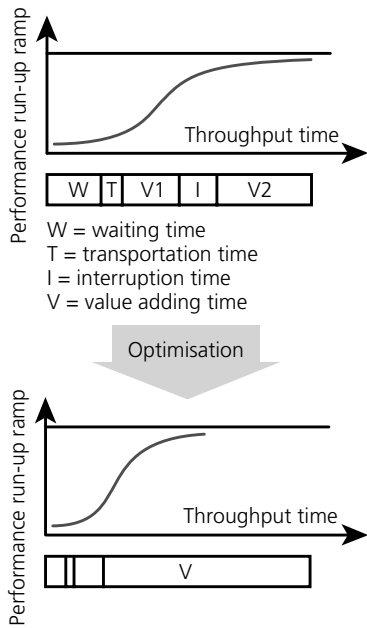 Performance run-up ramp
Throughput time
W T V1 I V2
W = waiting time
T = transportation time
I = interruption time
V = value adding time
Optimisation
Performance run-up ramp
Throughput time
V